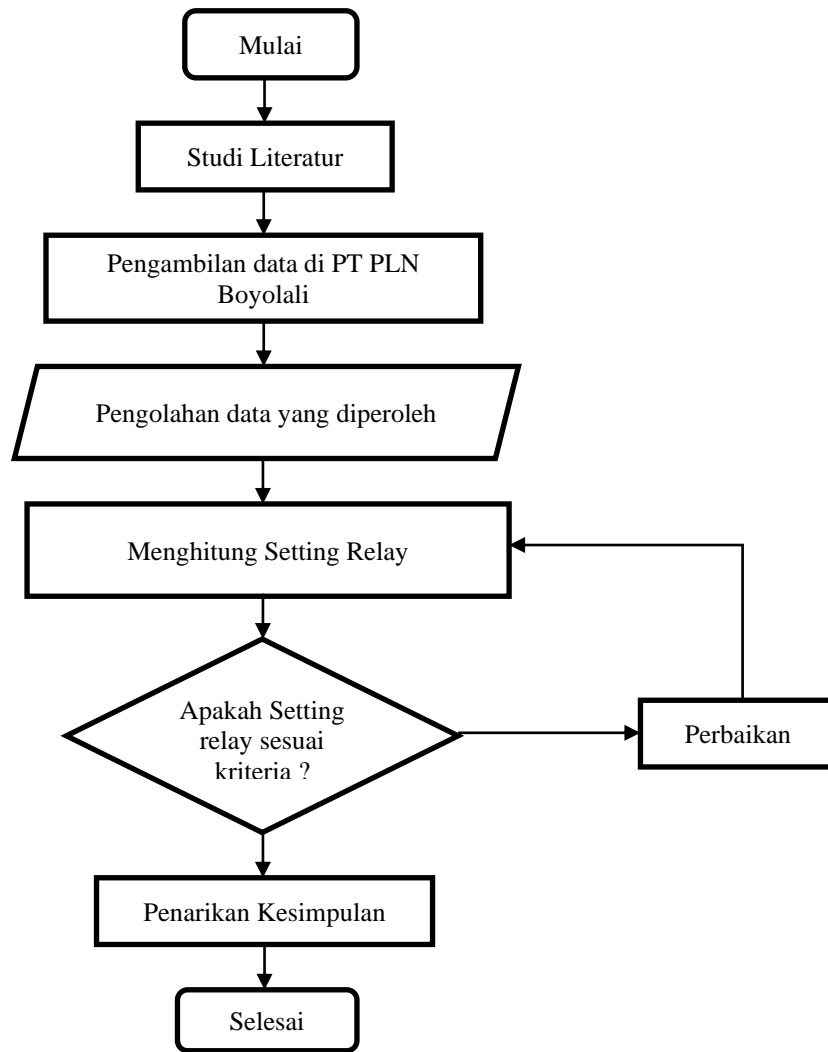 Mulai
Studi Literatur
Pengambilan data di PT PLN
Boyolali
Pengolahan data yang diperoleh
Menghitung Setting Relay
Apakah Setting
relay sesuai
kriteria ?
Perbaikan
Penarikan Kesimpulan
Selesai